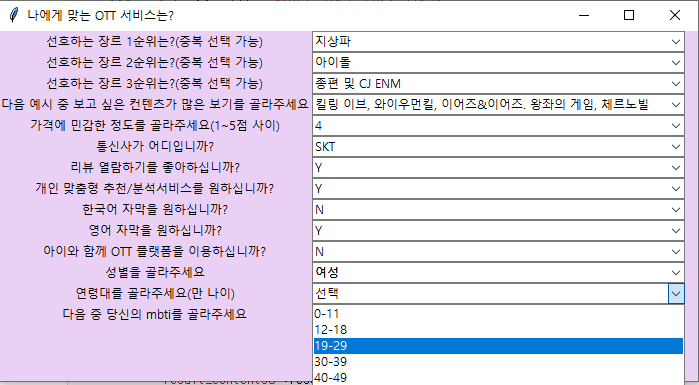 나에게 맞는 OTT 서비스는?
선호하는 장르 1순위는?(중복 선택 가능) 지상파
선호하는 장르 2순위는?(중복 선택 가능) 아이돌
선호하는 장르 3순위는?(중복 선택 가능) 종편 및 CJ ENM
다음 예시 중 보고 싶은 컨텐츠가 많은 보기를 골라주세요 킬링 이브, 와이우먼킬, 이어즈&이어즈. 왕좌의 게임, 체르노빌
가격에 민감한 정도를 골라주세요(1~5점 사이) 4
통신사가 어디입니까? SKT
리뷰 열람하기를 좋아하십니까? Y
개인 맞춤형 추천/분석서비스를 원하십니까? Y
한국어 자막을 원하십니까? N
영어 자막을 원하십니까? Y
아이와 함께 OTT 플랫폼을 이용하십니까? N
성별을 골라주세요 여성
연령대를 골라주세요(만 나이) 선택
다음 중 당신의 mbti를 골라주세요 0-11
12-18
19-29
30-39
40-49